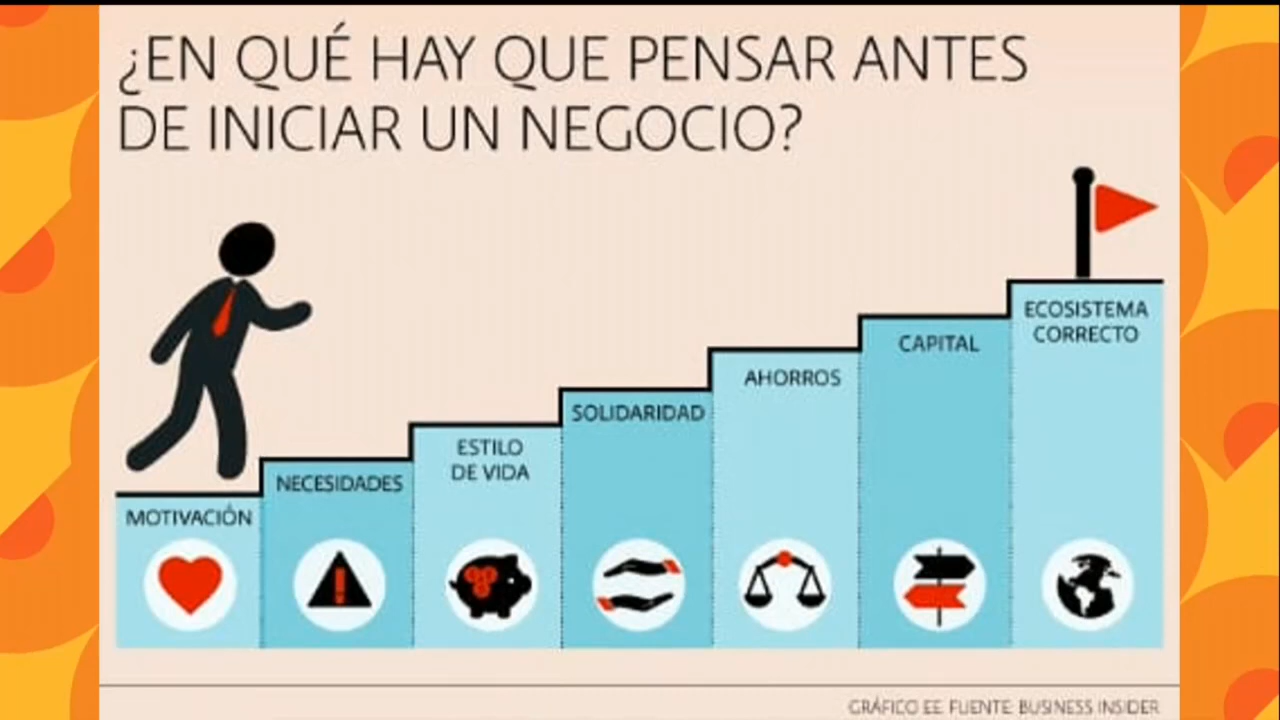 ¿EN QUÉ HAY QUE PENSAR ANTES
DE INICIAR UN NEGOCIO?
MOTIVACIÓN
NECESIDADES
ESTILO
DE VIDA
SOLIDARIDAD
AHORROS
CAPITAL
ECOSISTEMA
CORRECTO
GRÁFICO EE. FUENTE: BUSINESS INSIDER